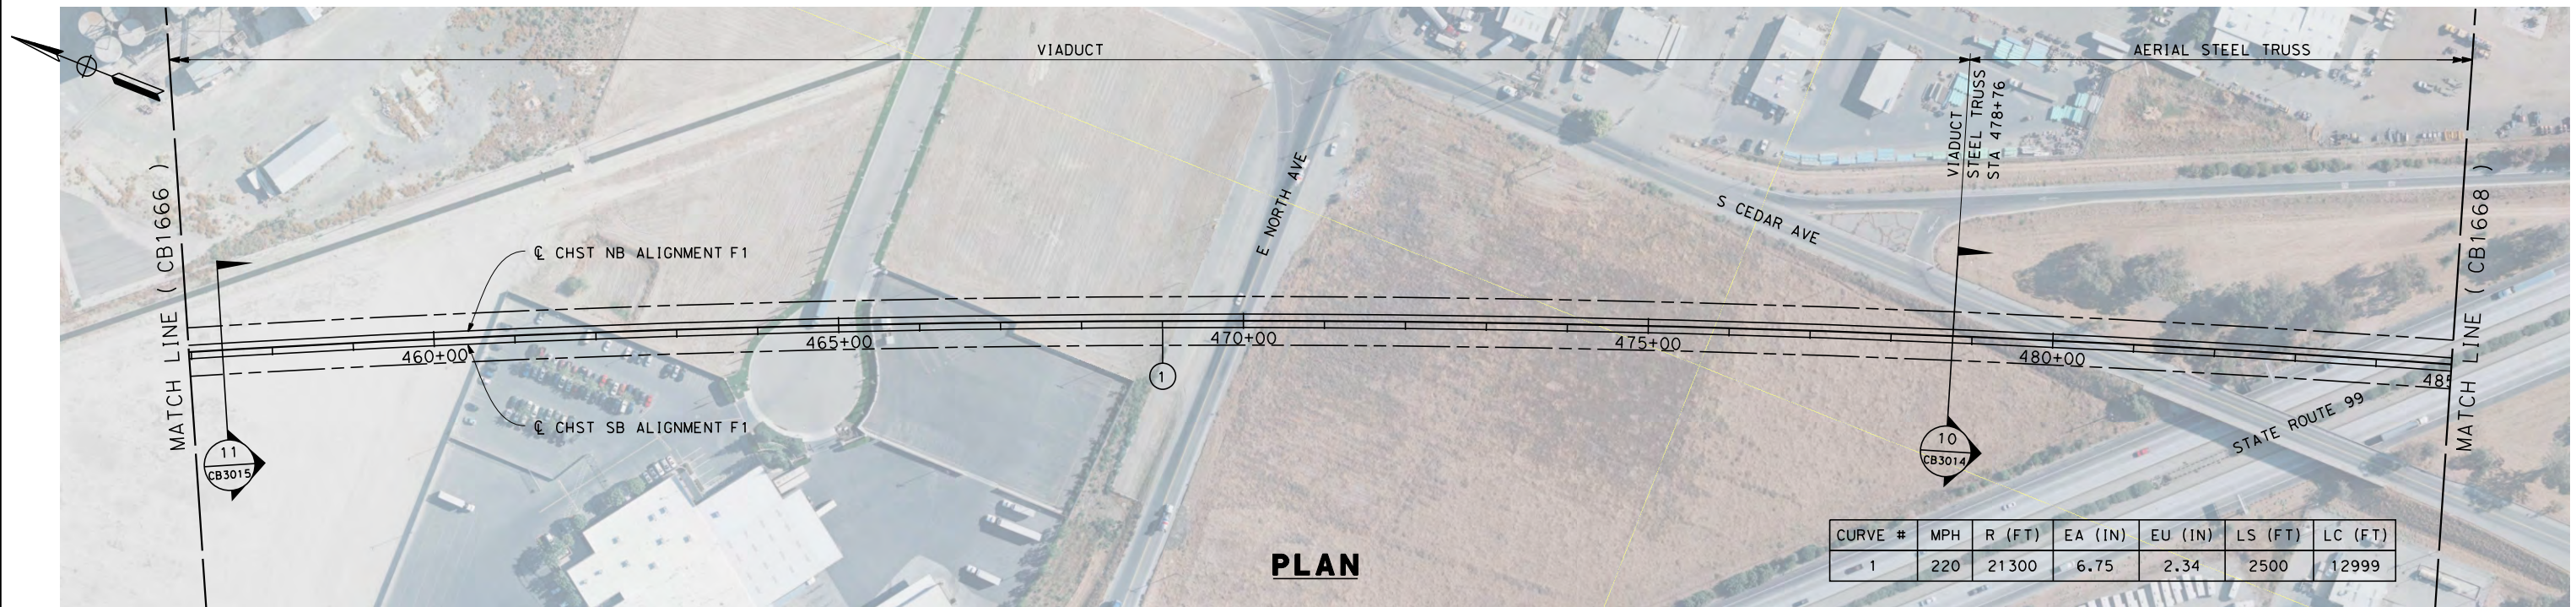 VIADUCT
AERIAL STEEL TRUSS
VIADUCT
STEEL TRUSS
STA 478+76
MATCH LINE ( CB1666 )
MATCH LINE ( CB1668 )
E NORTH AVE
S CEDAR AVE
℄ CHST NB ALIGNMENT F1
460+00
465+00
470+00
475+00
480+00
485
1
℄ CHST SB ALIGNMENT F1
STATE ROUTE 99
11
CB3015
10
CB3014
CURVE # MPH R (FT) EA (IN) EU (IN) LS (FT) LC (FT)
1 220 21300 6.75 2.34 2500 12999
PLAN